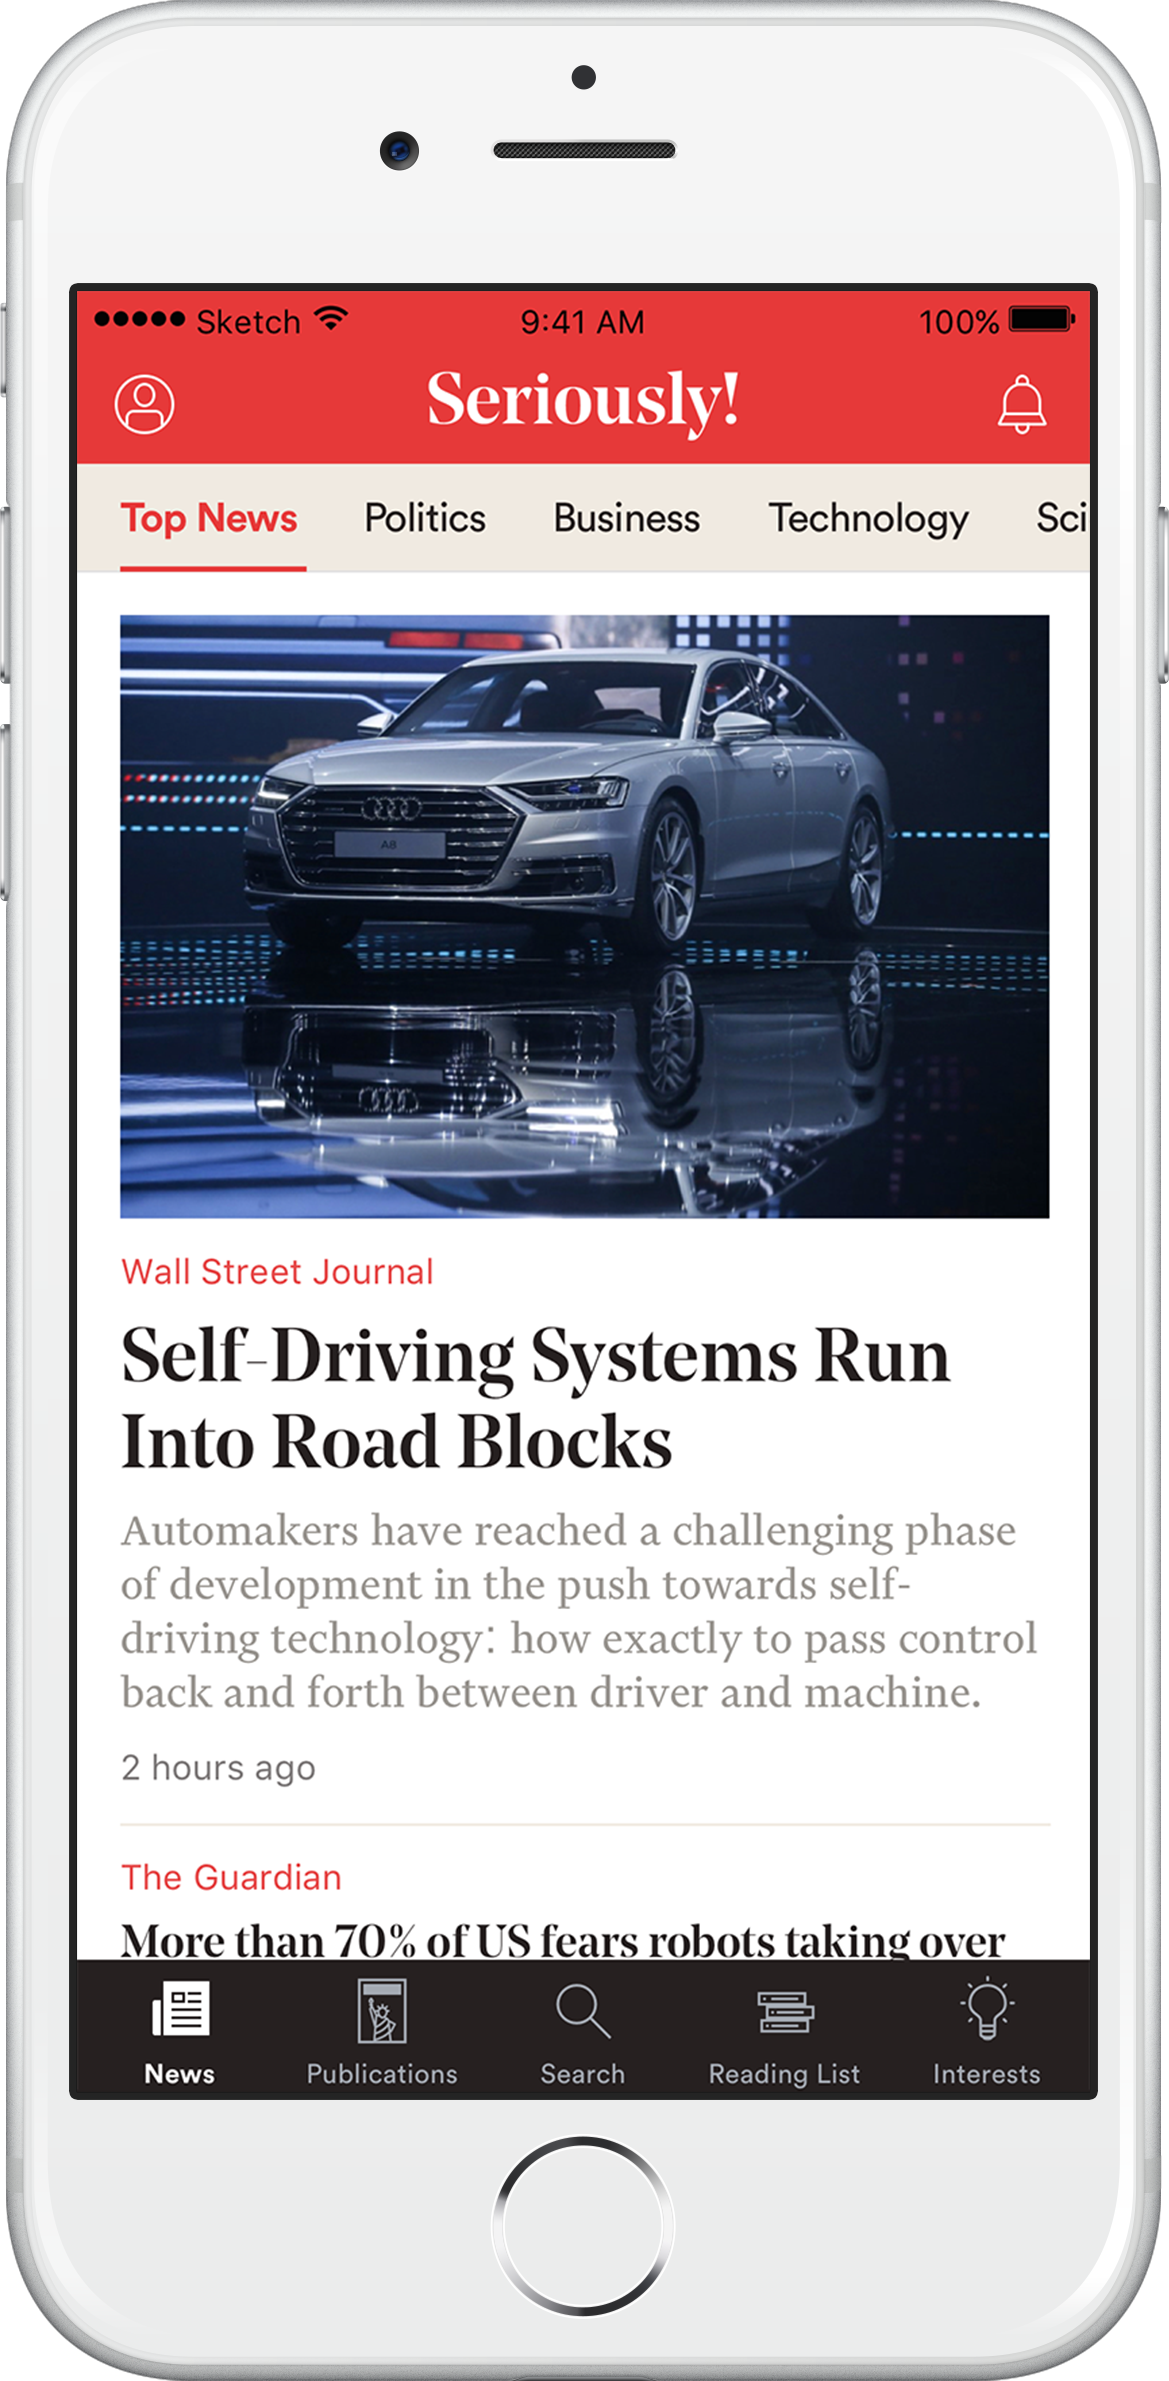 Sketch 9:41 AM 100%
Seriously!
Top News Politics Business Technology Sci
A8
Wall Street Journal
Self-Driving Systems Run
Into Road Blocks
Automakers have reached a challenging phase
of development in the push towards self-
driving technology: how exactly to pass control
back and forth between driver and machine.
2 hours ago
The Guardian
More than 70% of US fears robots taking over
News Publications Search Reading List Interests